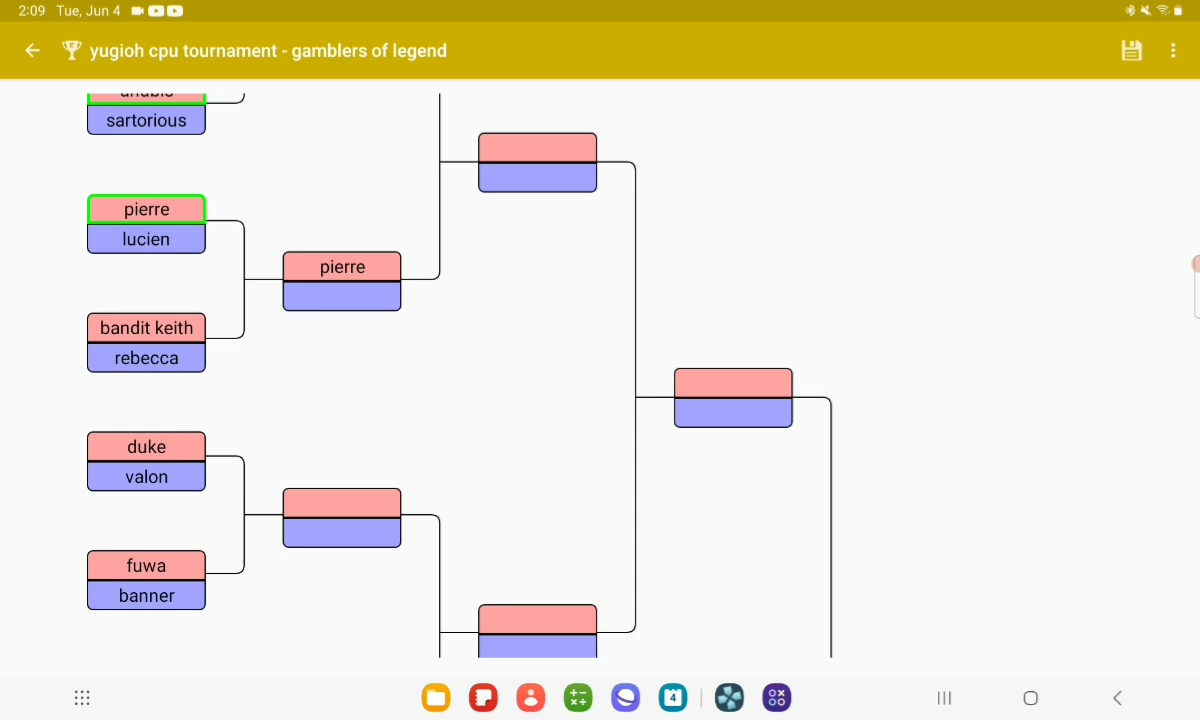 2:09 Tue, Jun 4
yugioh cpu tournament - gamblers of legend
anubis
sartorious
pierre
lucien
pierre
bandit keith
rebecca
duke
valon
fuwa
banner
4